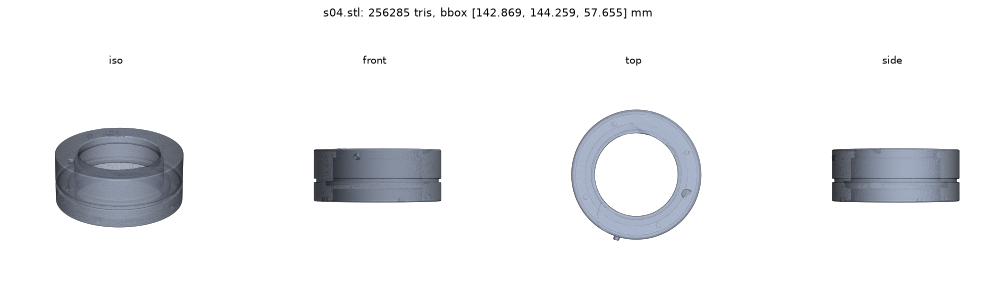 s04.stl: 256285 tris, bbox [142.869, 144.259, 57.655] mm
iso
front
top
side